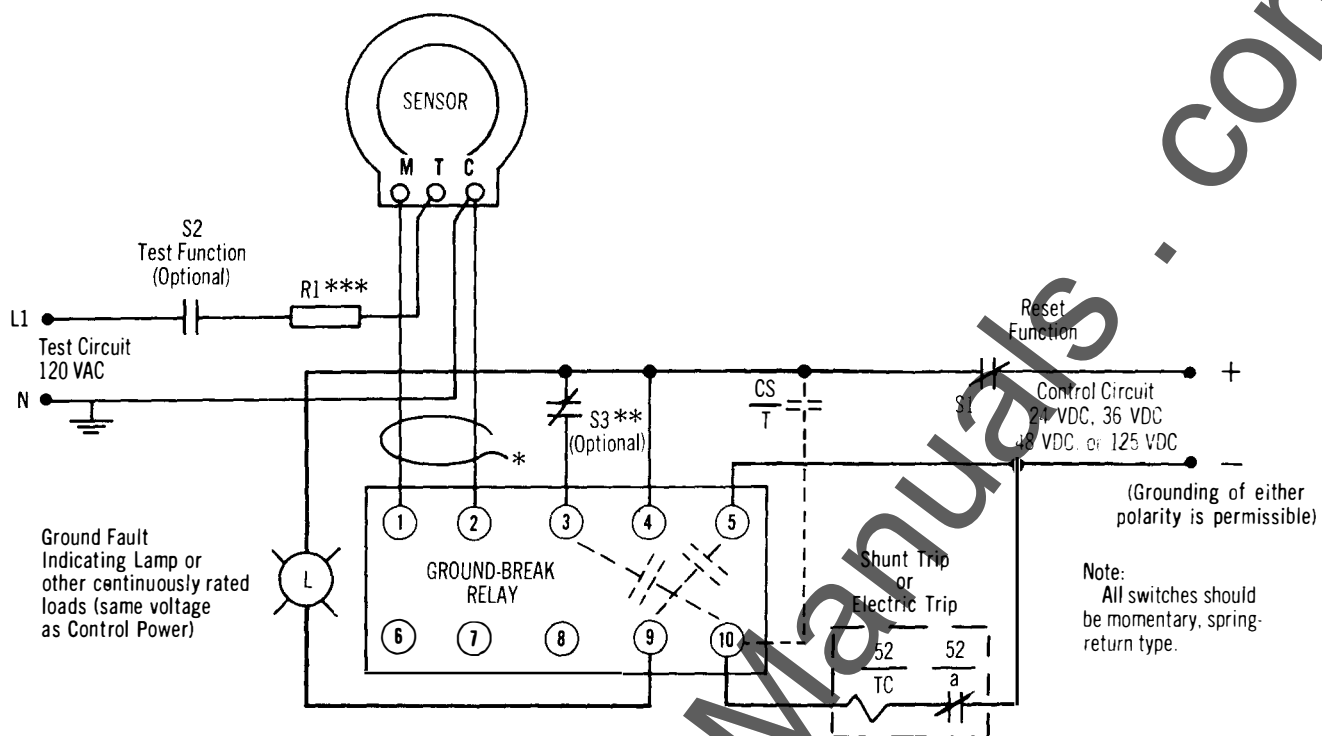 SENSOR
M T C
S2
Test Function
(Optional)
R1 ***
L1
Test Circuit
120 VAC
N
Reset
Function
S1
+
Control Circuit
24 VDC, 36 VDC
48 VDC, or 125 VDC
CS
T
S3 **
(Optional)
*
—
(Grounding of either
polarity is permissible)
1 2 3 4 5
Ground Fault
Indicating Lamp or
other continuously rated
loads (same voltage
as Control Power)
L
GROUND-BREAK
RELAY
6 7 8 9 10
Shunt Trip
or
Electric Trip
52 52
TC a
Note:
All switches should
be momentary, spring-
return type.
Manuals . com